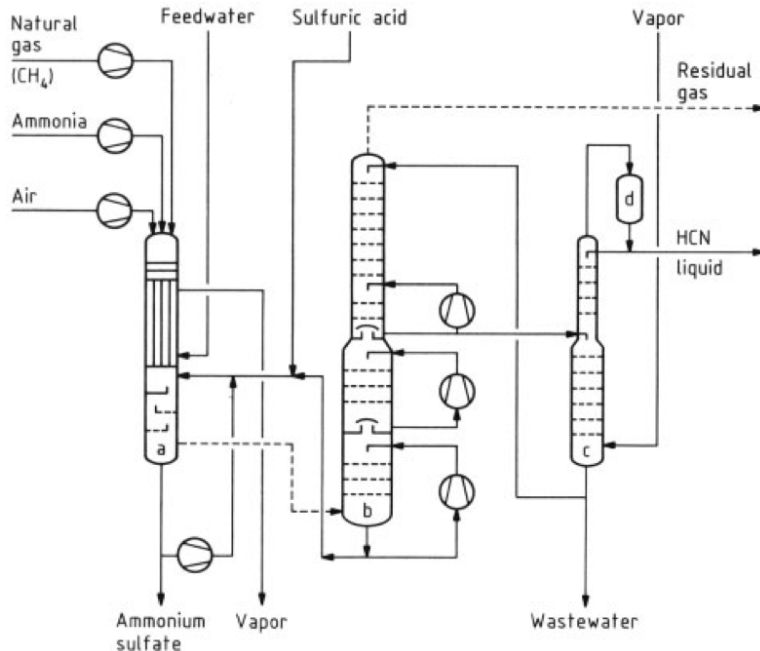 Natural
gas
(CH₄)
Feedwater
Sulfuric acid
Vapor
Residual
gas
Ammonia
Air
d
HCN
liquid
a
b
c
Ammonium
sulfate
Vapor
Wastewater